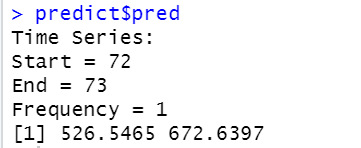 > predict$pred
Time Series:
Start = 72
End = 73
Frequency = 1
[1] 526.5465 672.6397